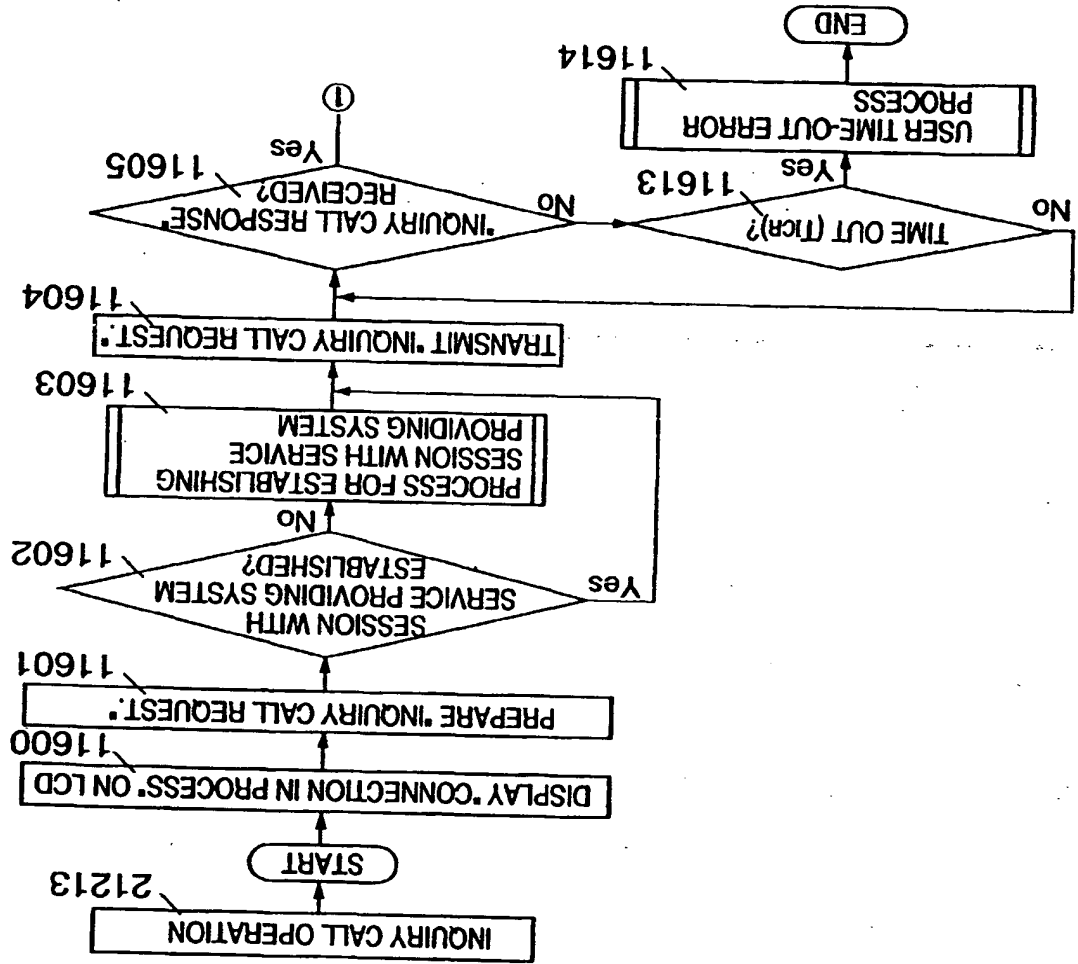 INQUIRY CALL OPERATION
21213
START
DISPLAY "CONNECTION IN PROCESS" ON LCD
11600
PREPARE "INQUIRY CALL REQUEST."
11601
SESSION WITH
SERVICE PROVIDING SYSTEM
ESTABLISHED?
11602
Yes
No
PROCESS FOR ESTABLISHING
SESSION WITH SERVICE
PROVIDING SYSTEM
11603
TRANSMIT "INQUIRY CALL REQUEST."
11604
"INQUIRY CALL RESPONSE"
RECEIVED?
11605
No
Yes
1
TIME OUT (TICR)?
11613
No
Yes
USER TIME-OUT ERROR
PROCESS
11614
END